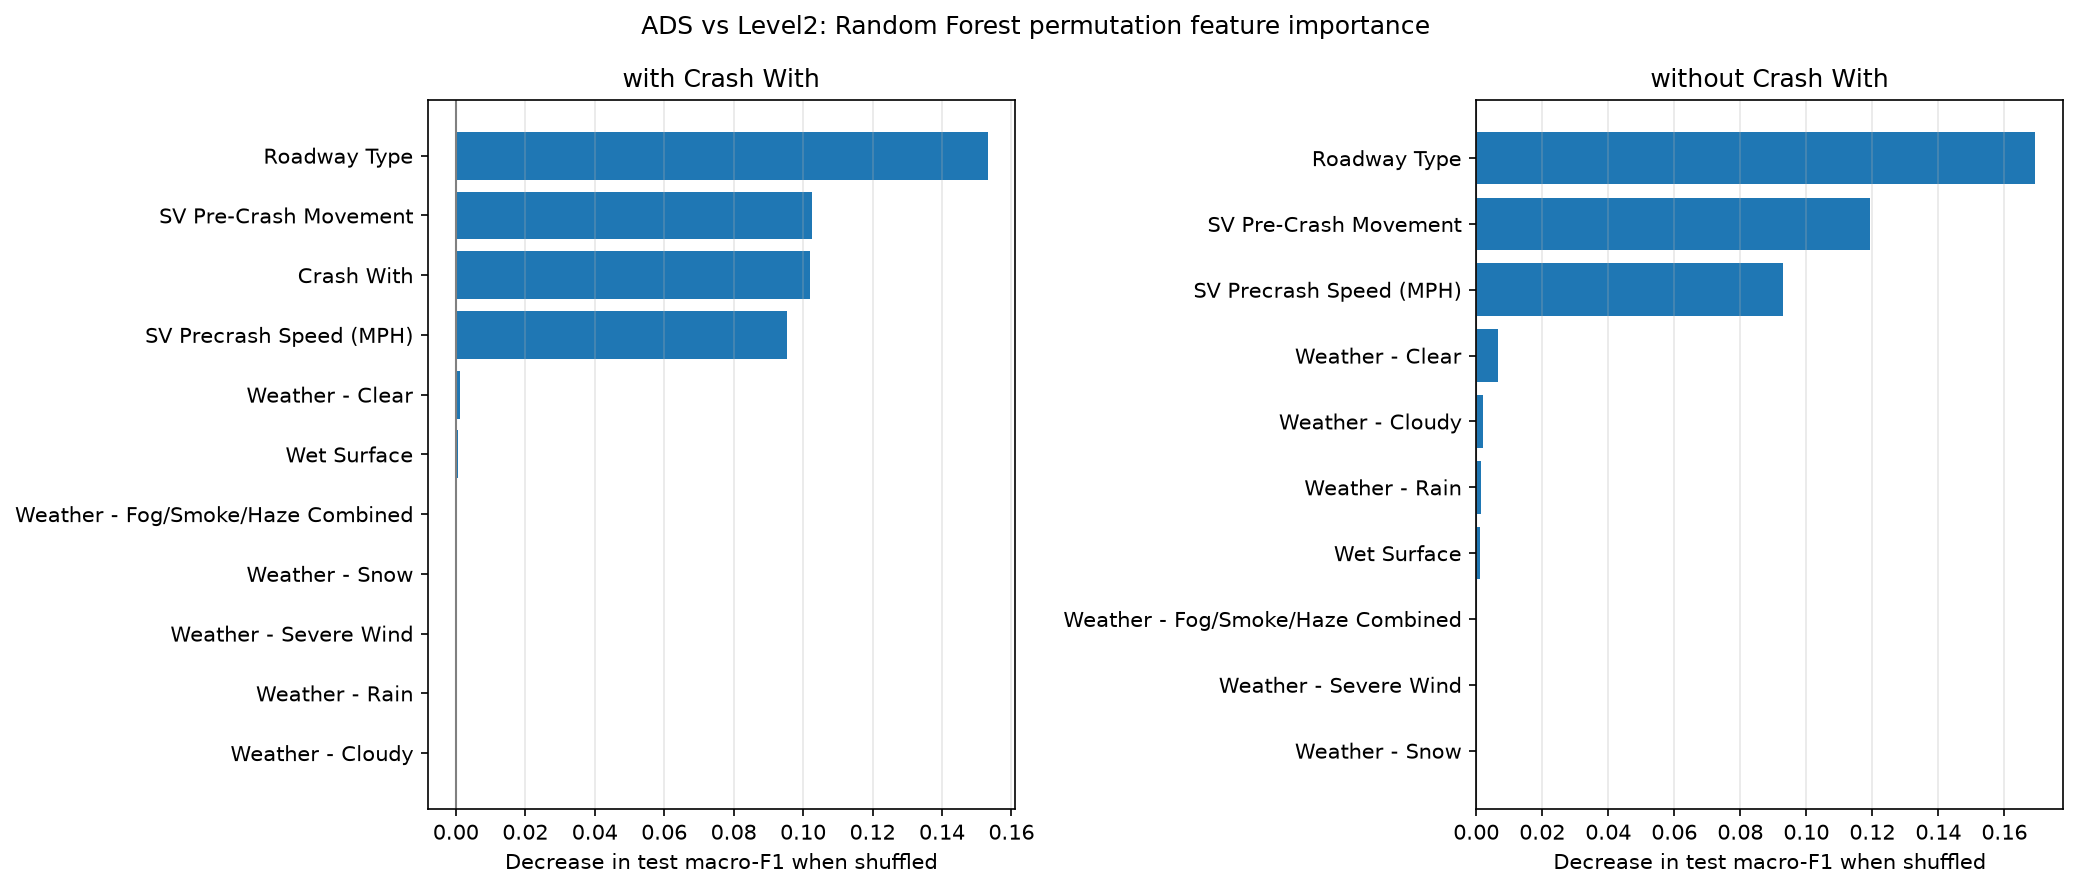 ADS vs Level2: Random Forest permutation feature importance
with Crash With
Roadway Type
SV Pre-Crash Movement
Crash With
SV Precrash Speed (MPH)
Weather - Clear
Wet Surface
Weather - Fog/Smoke/Haze Combined
Weather - Snow
Weather - Severe Wind
Weather - Rain
Weather - Cloudy
0.00 0.02 0.04 0.06 0.08 0.10 0.12 0.14 0.16
Decrease in test macro-F1 when shuffled
without Crash With
Roadway Type
SV Pre-Crash Movement
SV Precrash Speed (MPH)
Weather - Clear
Weather - Cloudy
Weather - Rain
Wet Surface
Weather - Fog/Smoke/Haze Combined
Weather - Severe Wind
Weather - Snow
0.00 0.02 0.04 0.06 0.08 0.10 0.12 0.14 0.16
Decrease in test macro-F1 when shuffled